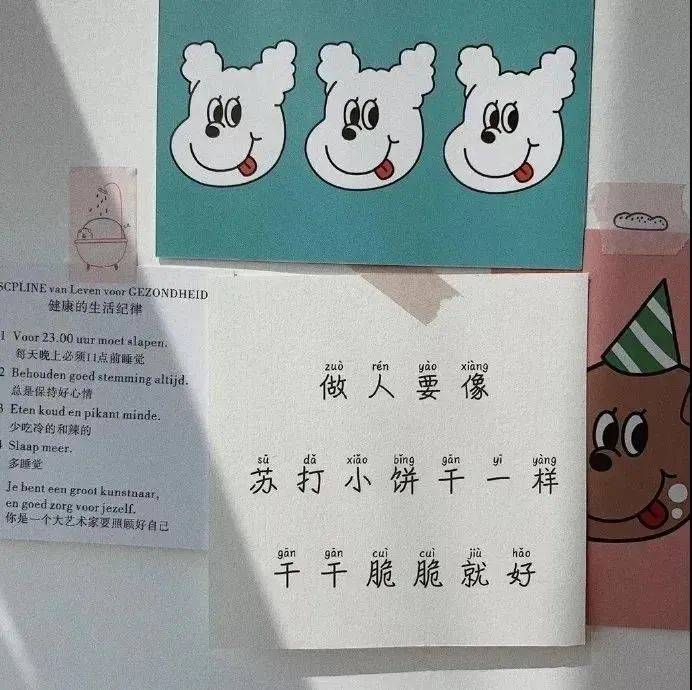 SCPLINE van Leven voor GEZONDHEID
健康的生活纪律
1 Voor 23.00 uur moet slapen.
每天晚上必须11点前睡觉
2 Behouden goed stemming altijd.
总是保持好心情
3 Eten koud en pikant minde.
少吃冷的和辣的
4 Slaap meer.
多睡觉
Je bent een groot kunstnaar,
en goed zorg voor jezelf.
你是一个大艺术家要照顾好自己
zuò rén yào xiàng
做人要像
sū dǎ xiǎo bǐng gān yī yàng
苏打小饼干一样
gān gān cuì cuì jiù hǎo
干干脆脆就好